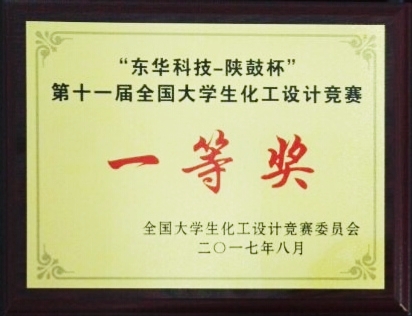 “东华科技-陕鼓杯”
第十一届全国大学生化工设计竞赛
一等奖
全国大学生化工设计竞赛委员会
二〇一七年八月